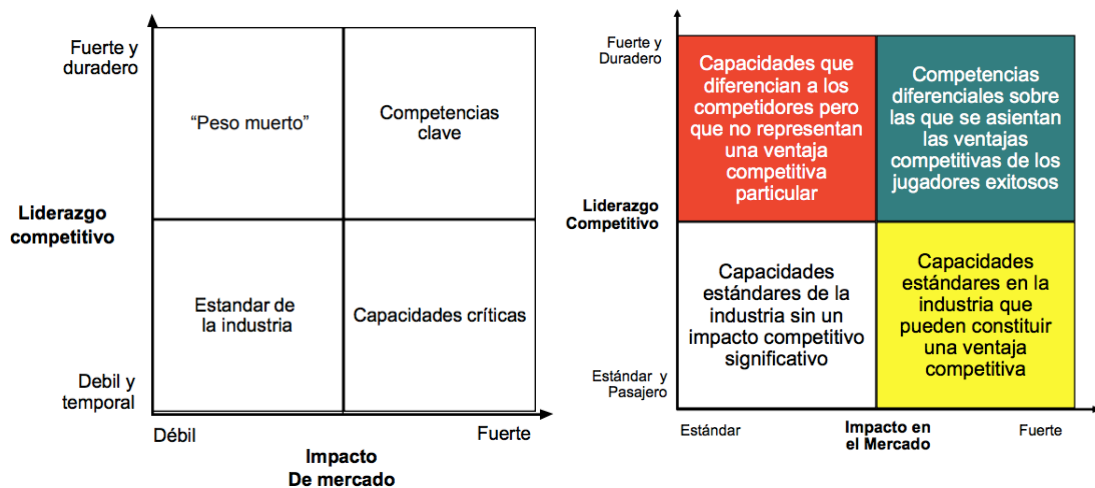 Fuerte y
duradero
“Peso muerto”
Competencias
clave
Liderazgo
competitivo
Estandar de
la industria
Capacidades críticas
Debil y
temporal
Débil
Fuerte
Impacto
De mercado
Fuerte y
Duradero
Capacidades que
diferencian a los
competidores pero
que no representan
una ventaja
competitiva
particular
Competencias
diferenciales sobre
las que se asientan
las ventajas
competitivas de los
jugadores exitosos
Liderazgo
Competitivo
Capacidades
estándares de la
industria sin un
impacto competitivo
significativo
Capacidades
estándares en la
industria que
pueden constituir
una ventaja
competitiva
Estándar y
Pasajero
Estándar
Impacto en
el Mercado
Fuerte